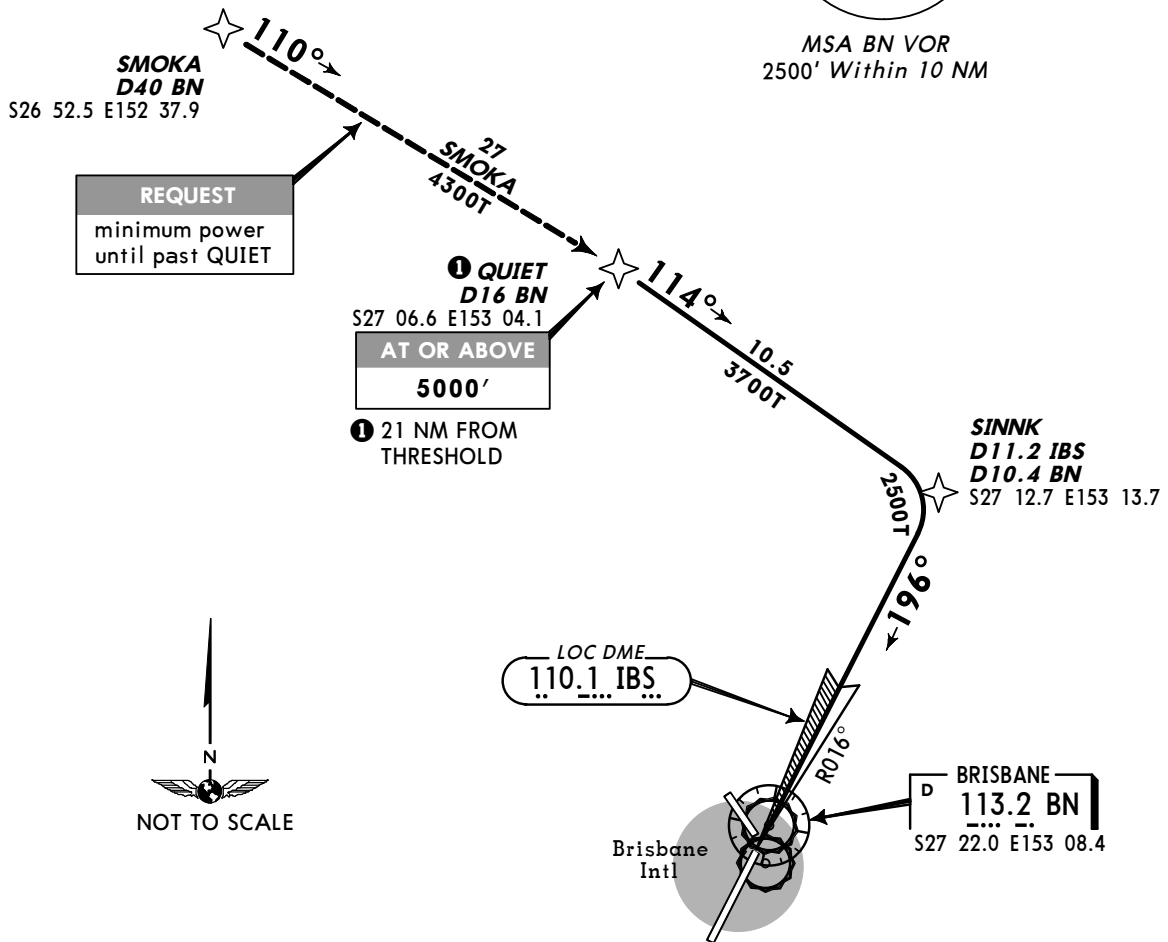 MSA BN VOR
2500' Within 10 NM
110°
SMOKA
D40 BN
S26 52.5 E152 37.9
27
SMOKA
4300T
REQUEST
minimum power
until past QUIET
1 QUIET
D16 BN
S27 06.6 E153 04.1
AT OR ABOVE
5000'
1 21 NM FROM
THRESHOLD
114°
10.5
3700T
SINNK
D11.2 IBS
D10.4 BN
S27 12.7 E153 13.7
2500T
196°
LOC DME
110.1 IBS
R016°
N
NOT TO SCALE
BRISBANE
D 113.2 BN
S27 22.0 E153 08.4
Brisbane
Intl